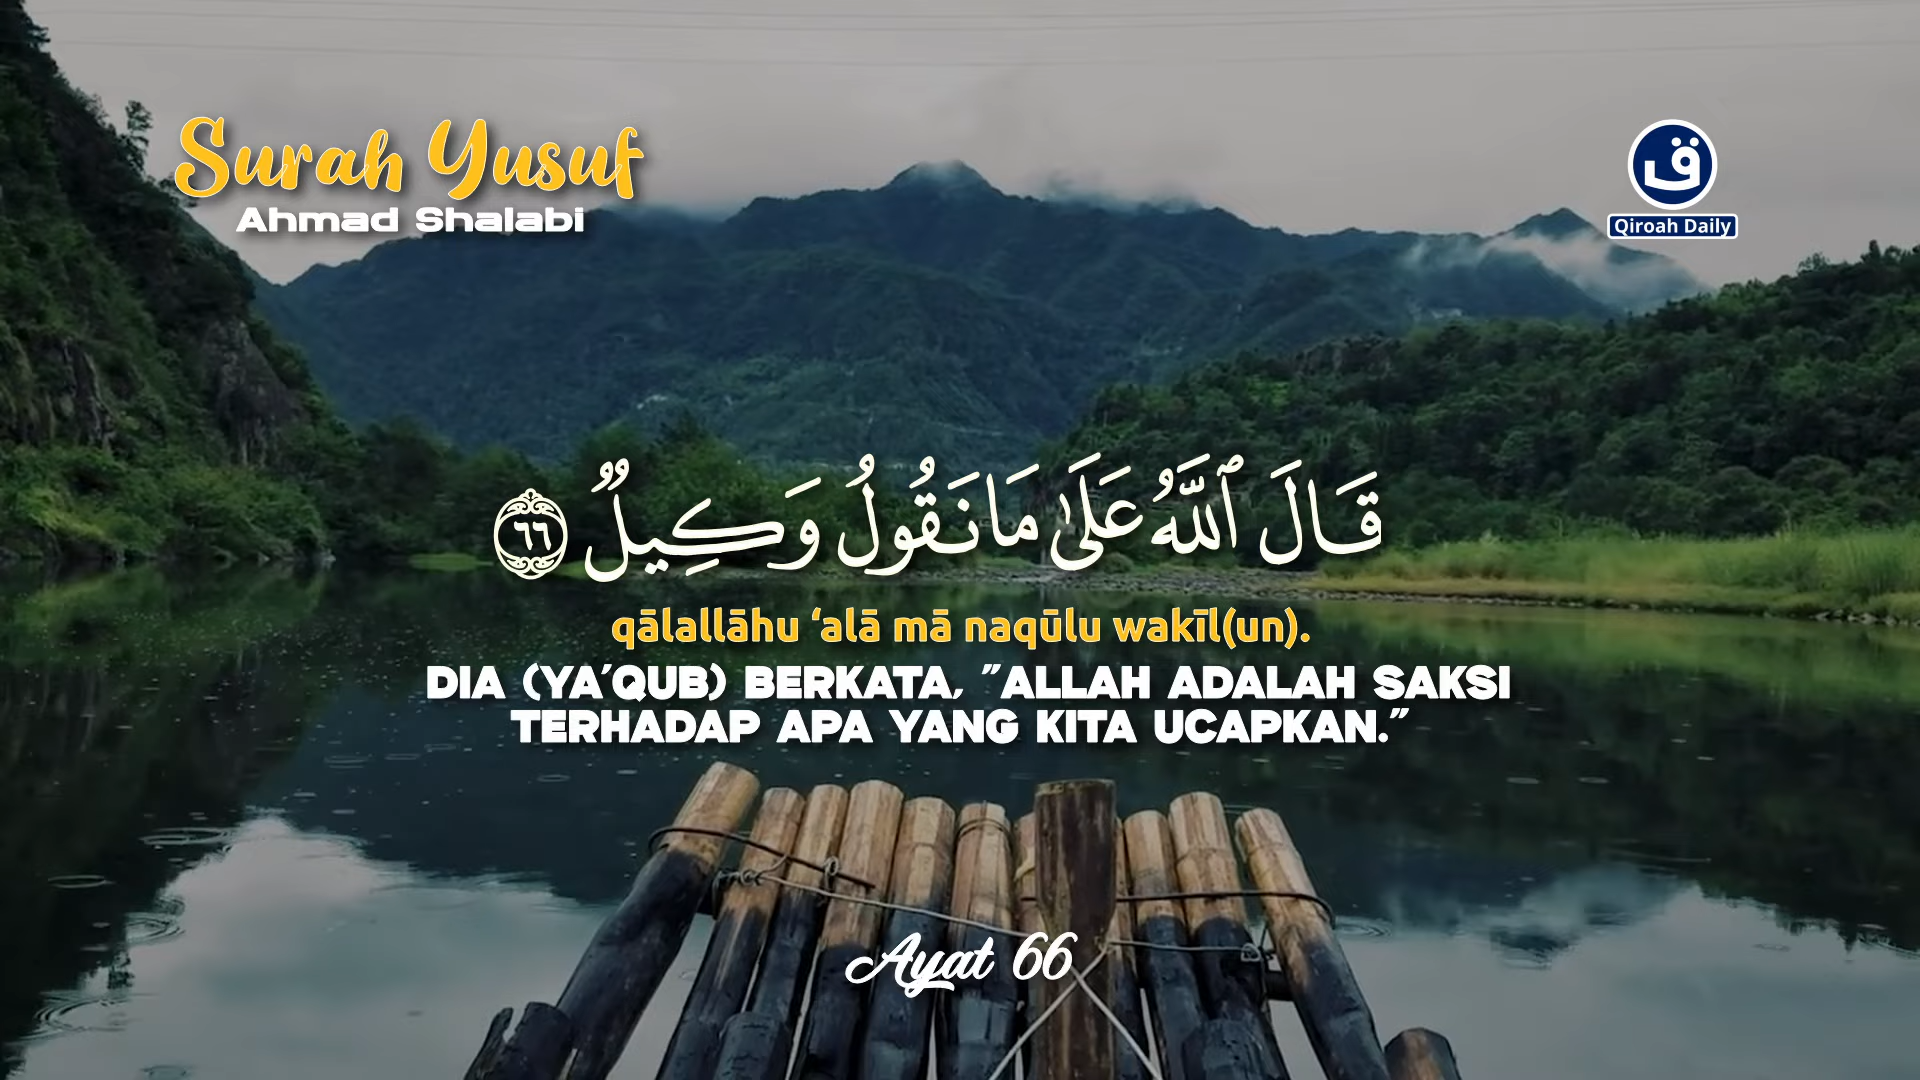 Surah Yusuf
Ahmad Shalabi
ق
Qiroah Daily
قَالَ ٱللَّهُ عَلَىٰ مَا نَقُولُ وَكِيلٌ ٦٦
qālallāhu ‘alā mā naqūlu wakīl(un).
DIA (YA'QUB) BERKATA, "ALLAH ADALAH SAKSI
TERHADAP APA YANG KITA UCAPKAN."
Ayat 66